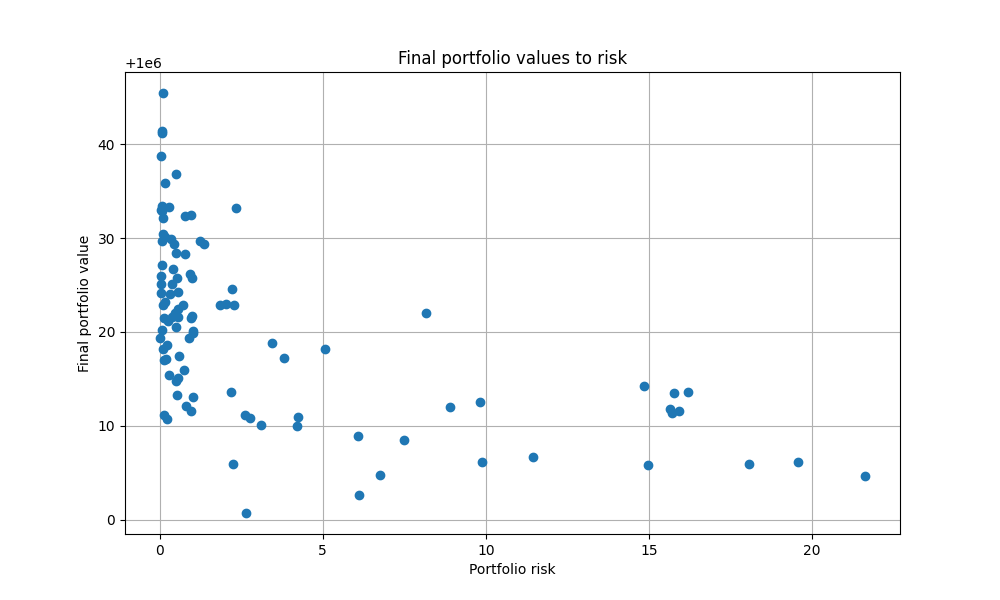 Final portfolio values to risk
+1e6
40
30
20
10
0
Final portfolio value
0 5 10 15 20
Portfolio risk